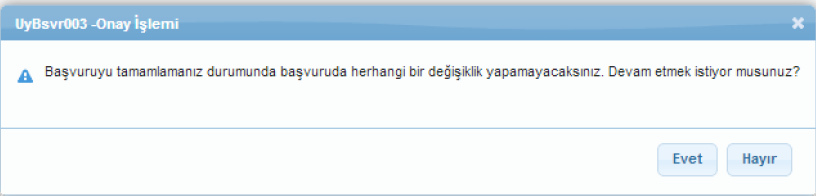 UyBsvr003 -Onay İşlemi
Başvuruyu tamamlamanız durumunda başvuruda herhangi bir değişiklik yapamayacaksınız. Devam etmek istiyor musunuz?
Evet Hayır